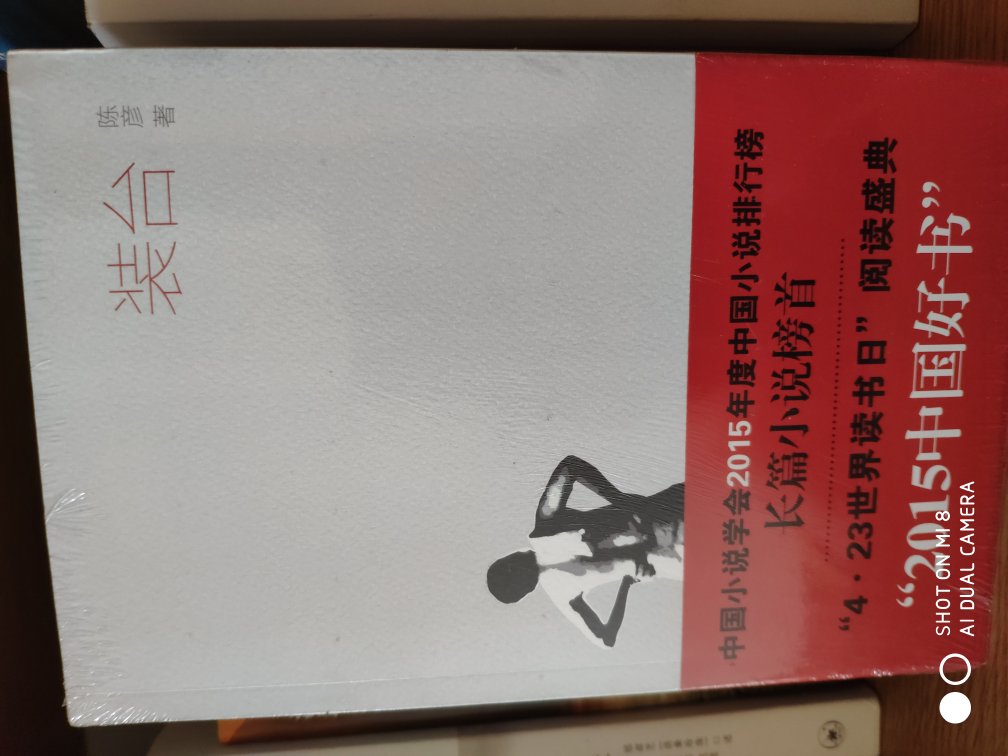 陈彦 著
装台
中国小说学会2015年度中国小说排行榜
长篇小说榜首
“4·23世界读书日”阅读盛典
“2015中国好书”
SHOT ON MI 8
AI DUAL CAMERA